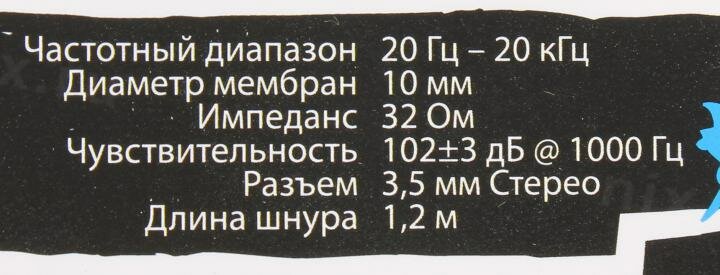 Частотный диапазон 20 Гц – 20 кГц
Диаметр мембран 10 мм
Импеданс 32 Ом
Чувствительность 102±3 дБ @ 1000 Гц
Разъем 3,5 мм Стерео
Длина шнура 1,2 м